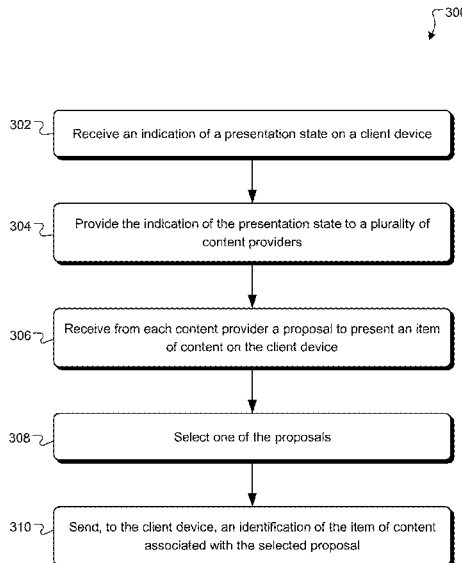 300
302
Receive an indication of a presentation state on a client device
304
Provide the indication of the presentation state to a plurality of
content providers
306
Receive from each content provider a proposal to present an item
of content on the client device
308
Select one of the proposals
310
Send, to the client device, an identification of the item of content
associated with the selected proposal